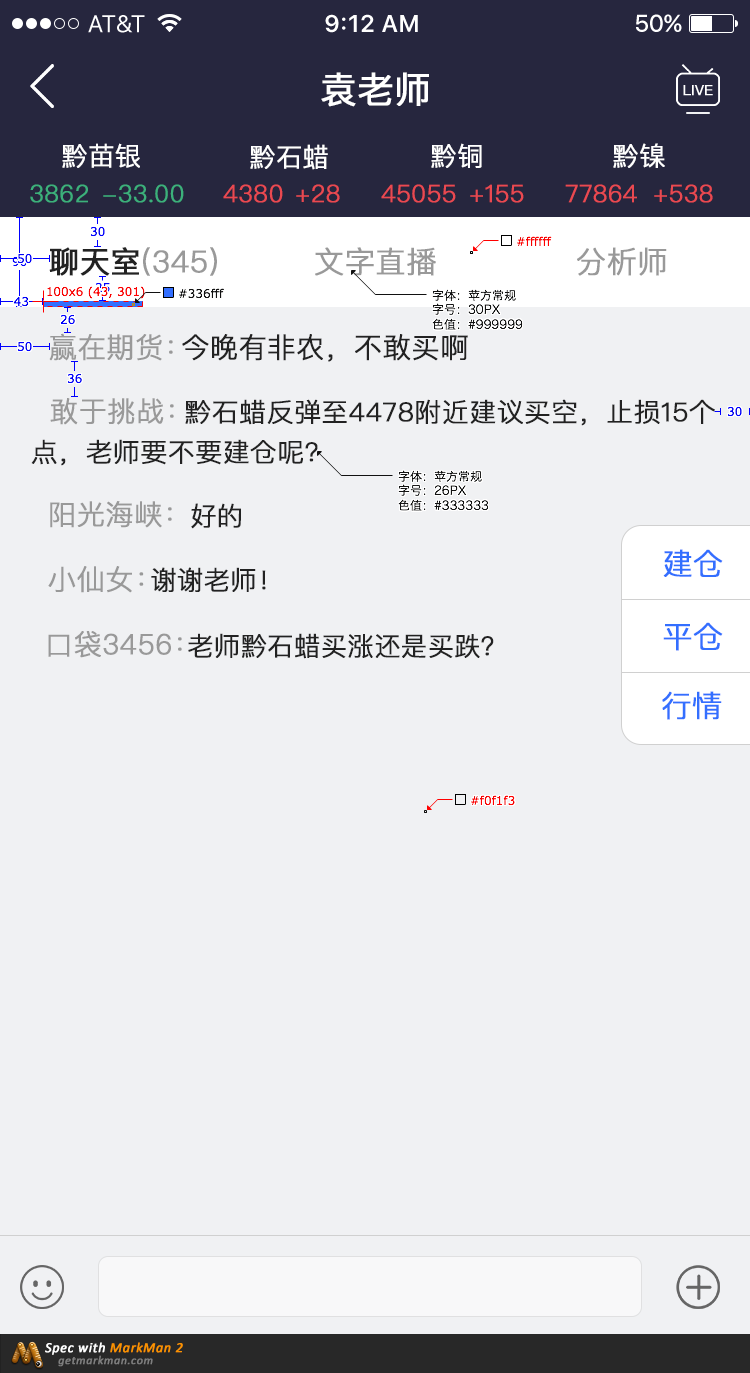 AT&T 9:12 AM 50%
袁老师 LIVE
黔苗银 黔石蜡 黔铜 黔镍
3862 -33.00 4380 +28 45055 +155 77864 +538
30
#ffffff
50
聊天室(345) 文字直播 分析师
100x6 (43, 301)
#336fff
43
字体：苹方常规
字号：30PX
色值：#999999
26
50
赢在期货：今晚有非农，不敢买啊
36
敢于挑战：黔石蜡反弹至4478附近建议买空，止损15个
30
点，老师要不要建仓呢?
字体：苹方常规
字号：26PX
色值：#333333
阳光海峡：好的
建仓
小仙女：谢谢老师！
平仓
口袋3456：老师黔石蜡买涨还是买跌?
行情
#f0f1f3
Spec with MarkMan 2
getmarkman.com